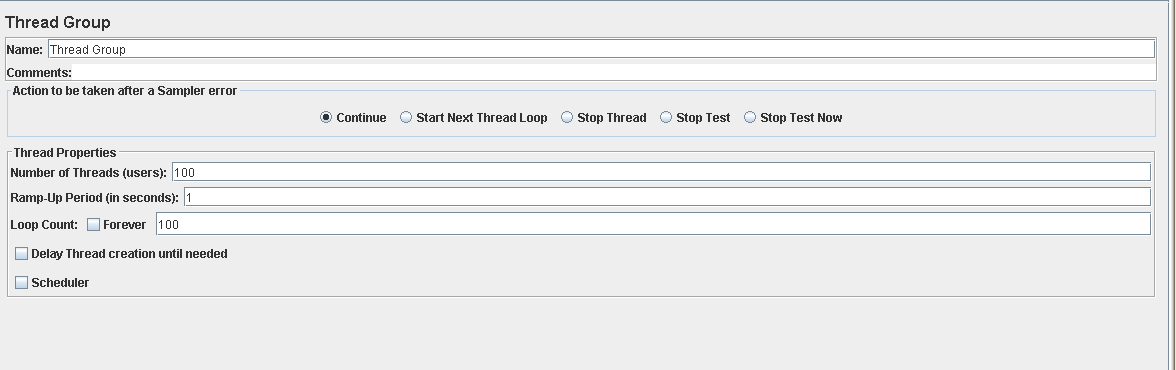 Thread Group
Name: Thread Group
Comments:
Action to be taken after a Sampler error
Continue Start Next Thread Loop Stop Thread Stop Test Stop Test Now
Thread Properties
Number of Threads (users): 100
Ramp-Up Period (in seconds): 1
Loop Count: Forever 100
Delay Thread creation until needed
Scheduler